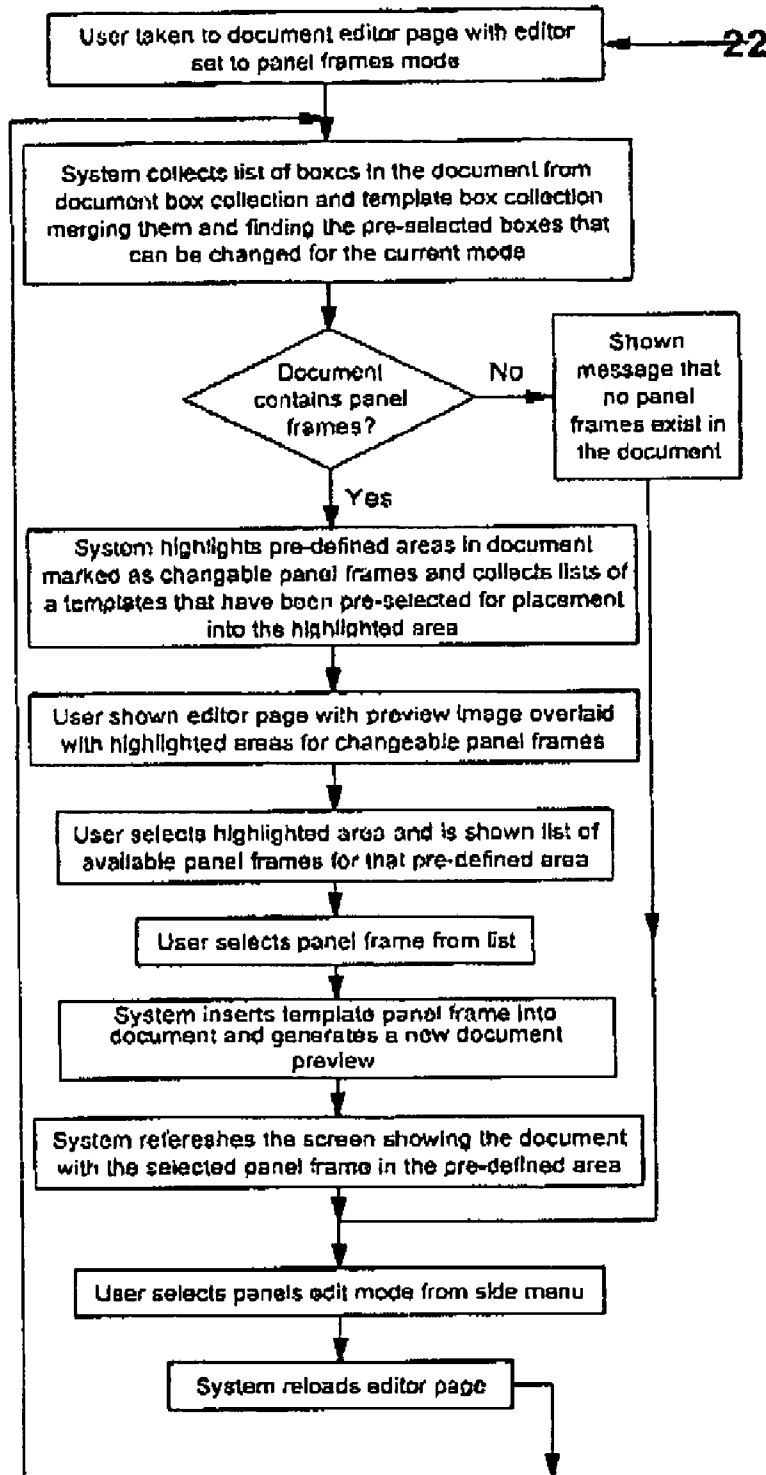 User taken to document editor page with editor
set to panel frames mode
22
System collects list of boxes in the document from
document box collection and template box collection
merging them and finding the pre-selected boxes that
can be changed for the current mode
Document
contains panel
frames?
No
Shown
message that
no panel
frames exist in
the document
Yes
System highlights pre-defined areas in document
marked as changable panel frames and collects lists of
a templates that have been pre-selected for placement
into the highlighted area
User shown editor page with preview image overlaid
with highlighted areas for changeable panel frames
User selects highlighted area and is shown list of
available panel frames for that pre-defined area
User selects panel frame from list
System inserts template panel frame into
document and generates a new document
preview
System refereshes the screen showing the document
with the selected panel frame in the pre-defined area
User selects panels edit mode from side menu
System reloads editor page